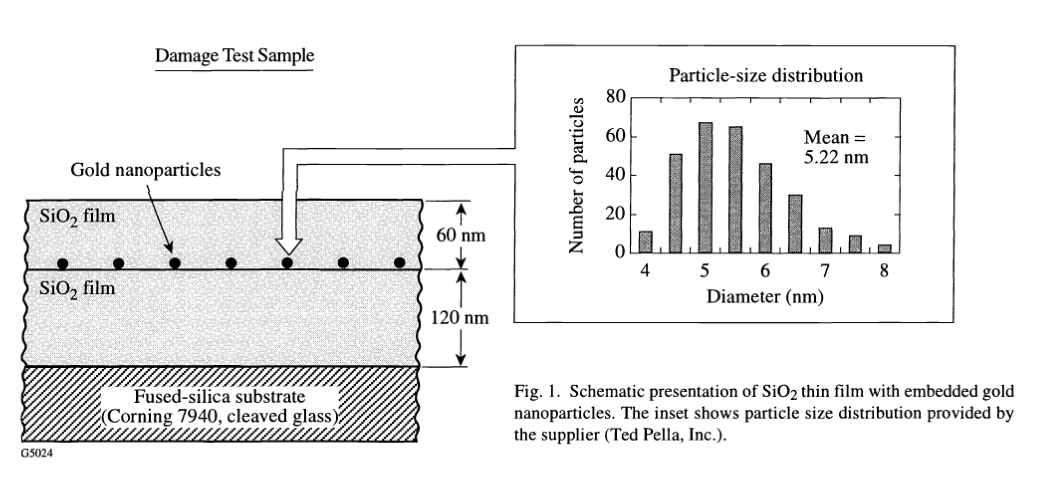 Damage Test Sample
Gold nanoparticles
SiO₂ film
60 nm
SiO₂ film
120 nm
Fused-silica substrate
(Corning 7940, cleaved glass)
G5024
Particle-size distribution
Number of particles
80
60
40
20
0
Mean =
5.22 nm
4 5 6 7 8
Diameter (nm)
Fig. 1. Schematic presentation of SiO₂ thin film with embedded gold
nanoparticles. The inset shows particle size distribution provided by
the supplier (Ted Pella, Inc.).